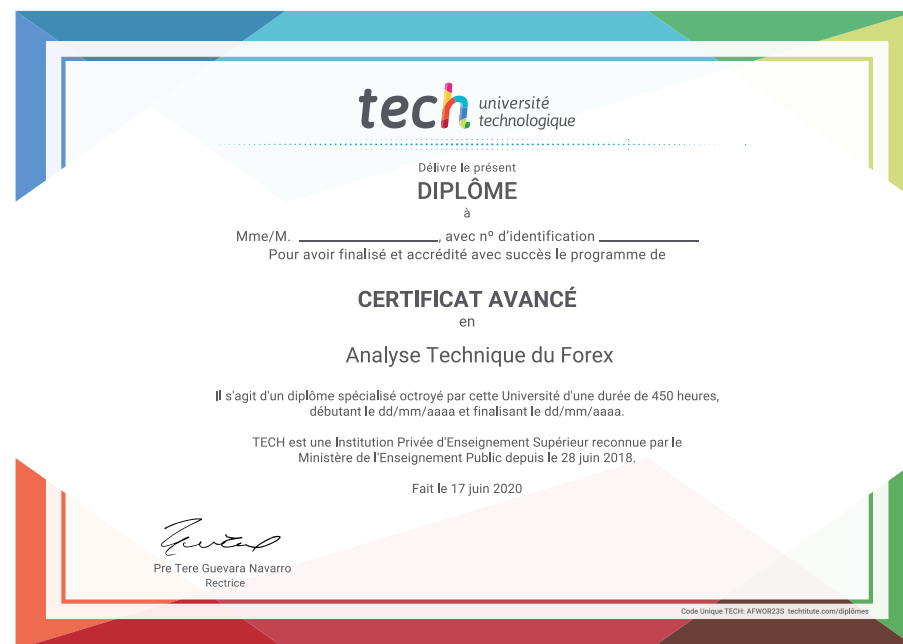 tech université
technologique
Délivre le présent
DIPLÔME
à
Mme/M. ____________________, avec nº d'identification ______________
Pour avoir finalisé et accrédité avec succès le programme de
CERTIFICAT AVANCÉ
en
Analyse Technique du Forex
Il s'agit d'un diplôme spécialisé octroyé par cette Université d'une durée de 450 heures,
débutant le dd/mm/aaaa et finalisant le dd/mm/aaaa.
TECH est une Institution Privée d'Enseignement Supérieur reconnue par le
Ministère de l'Enseignement Public depuis le 28 juin 2018.
Fait le 17 juin 2020
Pre Tere Guevara Navarro
Rectrice
Code Unique TECH: AFWOR23S techtitute.com/diplômes